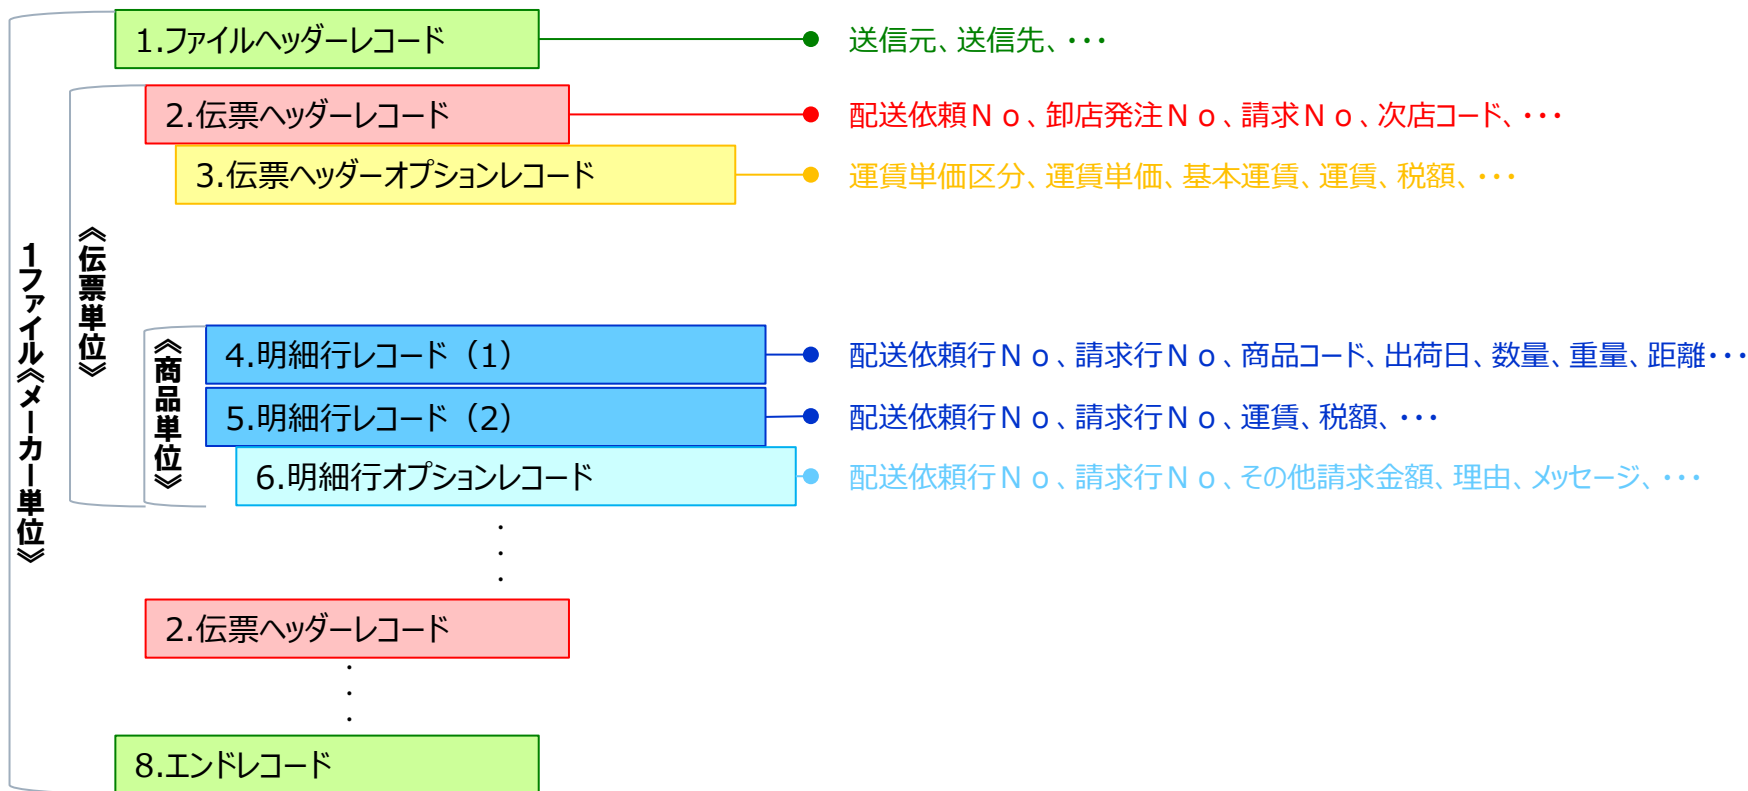 1.ファイルヘッダーレコード
送信元、送信先、・・・
2.伝票ヘッダーレコード
配送依頼Ｎｏ、卸店発注Ｎｏ、請求Ｎｏ、次店コード、・・・
3.伝票ヘッダーオプションレコード
運賃単価区分、運賃単価、基本運賃、運賃、税額、・・・
1ファイル《メーカー単位》
《伝票単位》
《商品単位》
4.明細行レコード（1）
配送依頼行Ｎｏ、請求行Ｎｏ、商品コード、出荷日、数量、重量、距離・・・
5.明細行レコード（2）
配送依頼行Ｎｏ、請求行Ｎｏ、運賃、税額、・・・
6.明細行オプションレコード
配送依頼行Ｎｏ、請求行Ｎｏ、その他請求金額、理由、メッセージ、・・・
・
・
・
2.伝票ヘッダーレコード
・
・
・
8.エンドレコード